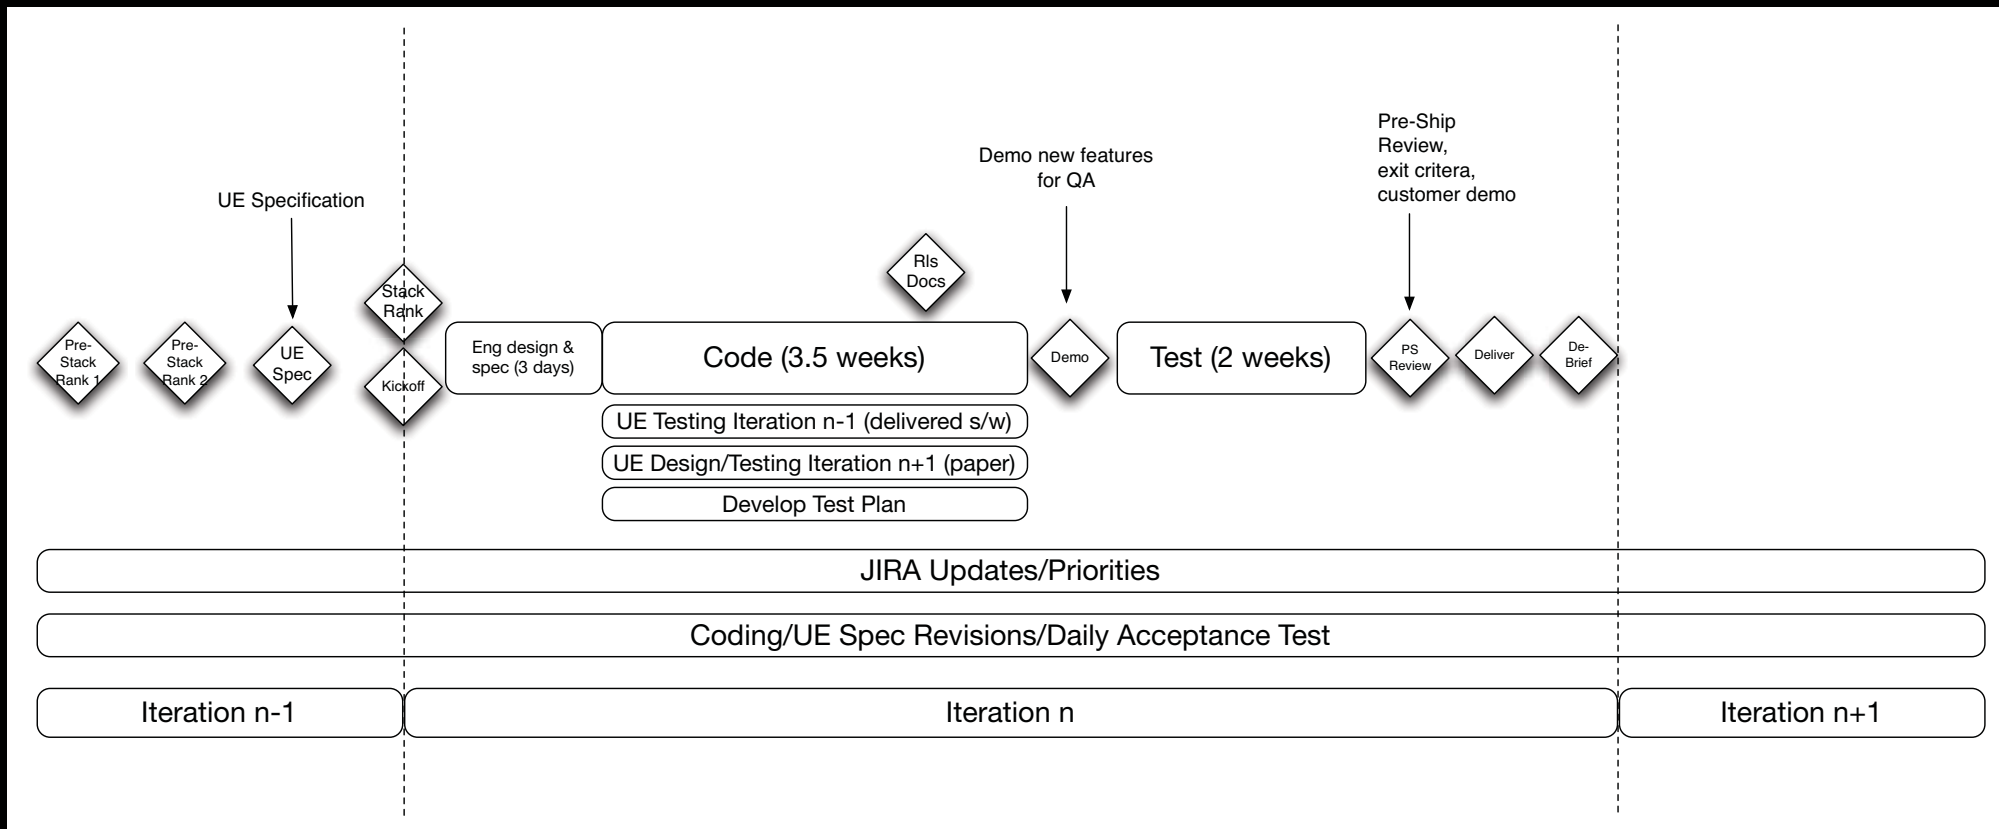 Pre-Ship
Review,
exit critera,
customer demo
Demo new features
for QA
UE Specification
Rls
Docs
Stack
Rank
Pre-
Stack
Rank 1
Pre-
Stack
Rank 2
UE
Spec
Kickoff
Eng design &
spec (3 days)
Code (3.5 weeks)
Demo
Test (2 weeks)
PS
Review
Deliver
De-
Brief
UE Testing Iteration n-1 (delivered s/w)
UE Design/Testing Iteration n+1 (paper)
Develop Test Plan
JIRA Updates/Priorities
Coding/UE Spec Revisions/Daily Acceptance Test
Iteration n-1
Iteration n
Iteration n+1